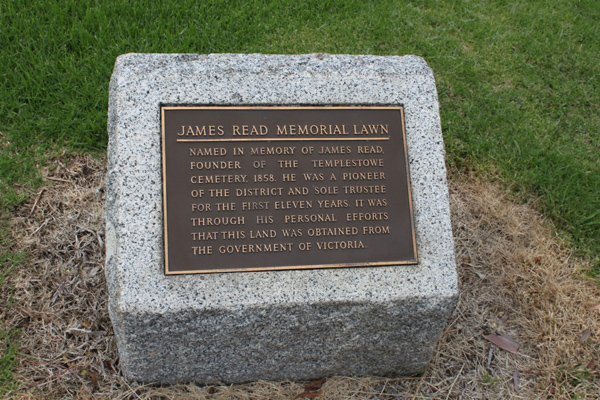 JAMES READ MEMORIAL LAWN
NAMED IN MEMORY OF JAMES READ,
FOUNDER OF THE TEMPLESTOWE
CEMETERY, 1858. HE WAS A PIONEER
OF THE DISTRICT AND SOLE TRUSTEE
FOR THE FIRST ELEVEN YEARS. IT WAS
THROUGH HIS PERSONAL EFFORTS
THAT THIS LAND WAS OBTAINED FROM
THE GOVERNMENT OF VICTORIA.